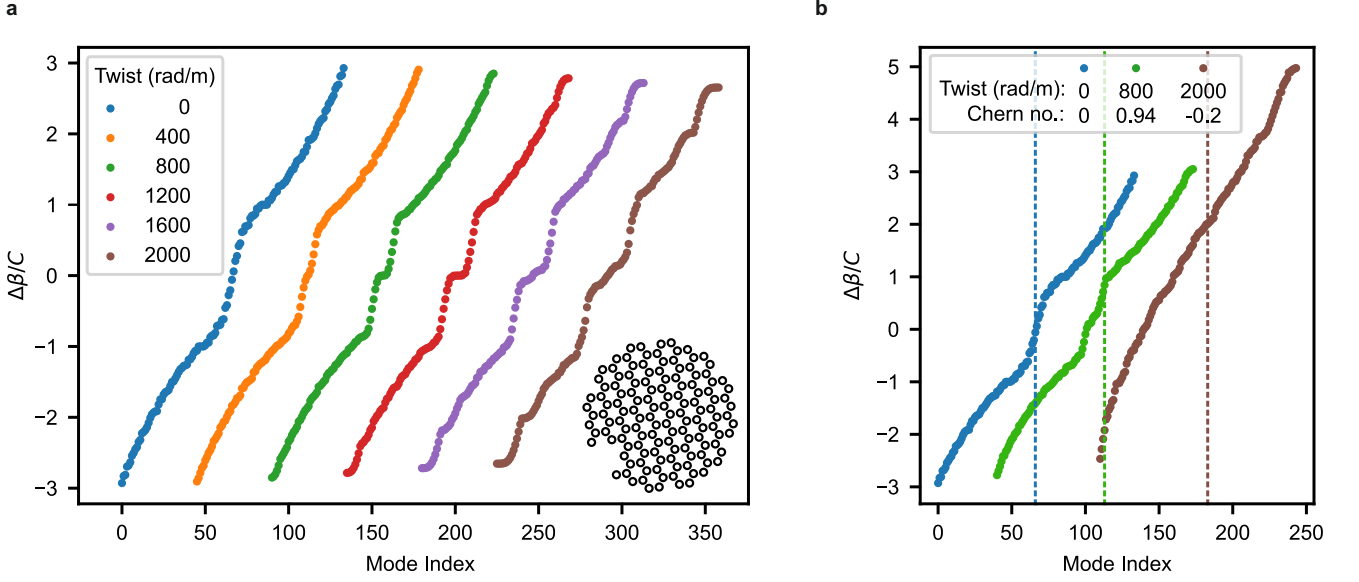 a
3
2
1
0
−1
−2
−3
Δβ/C
Twist (rad/m)
0
400
800
1200
1600
2000
0 50 100 150 200 250 300 350
Mode Index
b
5
4
3
2
1
0
−1
−2
−3
Δβ/C
Twist (rad/m): 0 800 2000
Chern no.: 0 0.94 -0.2
0 50 100 150 200 250
Mode Index